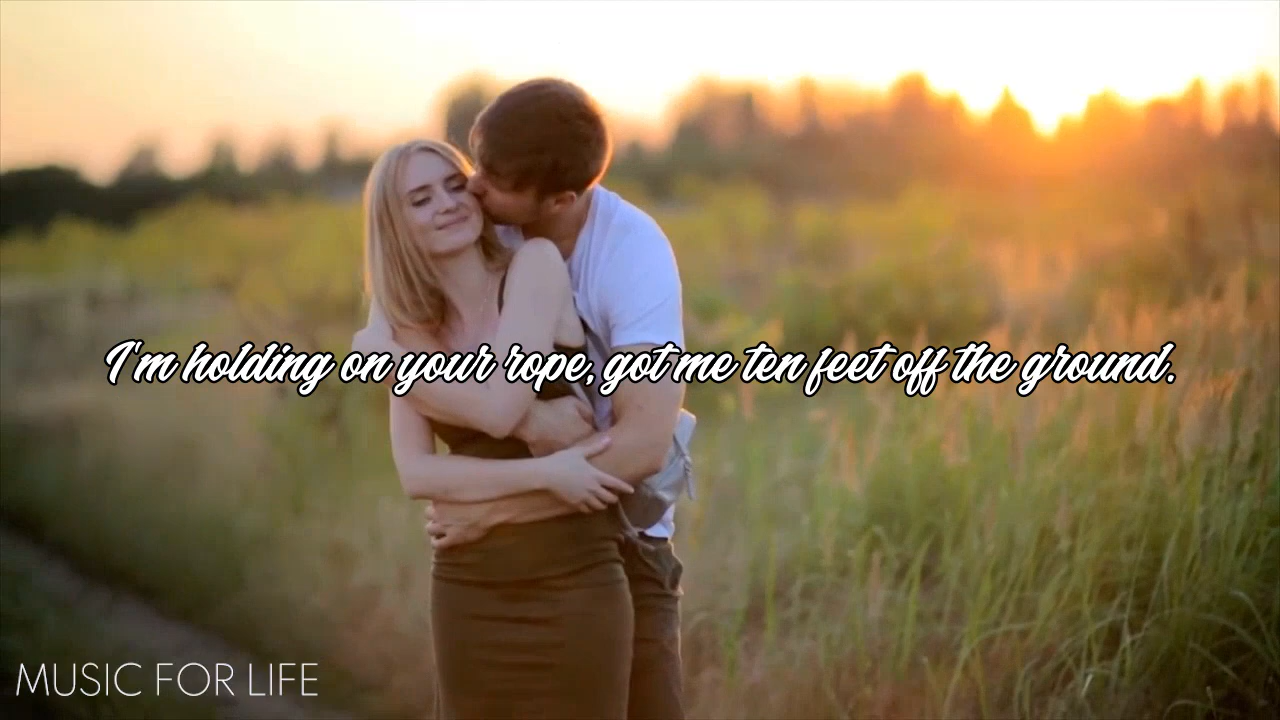 I'm holding on your rope, got me ten feet off the ground.
MUSIC FOR LIFE